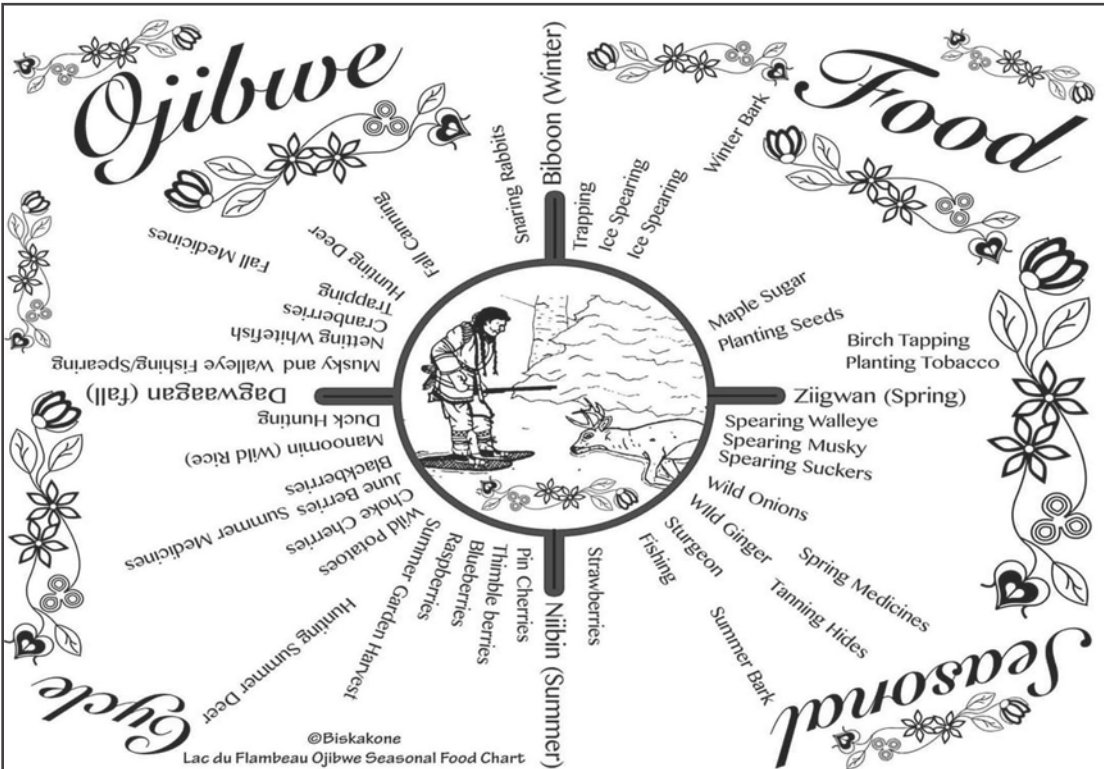 Ojibwe
Food
Seasonal
Cycle
Biboon (Winter)
Trapping
Ice Spearing
Ice Spearing
Winter Bark
Maple Sugar
Planting Seeds
Birch Tapping
Planting Tobacco
Ziigwan (Spring)
Spearing Walleye
Spearing Musky
Spearing Suckers
Wild Onions
Wild Ginger
Spring Medicines
Sturgeon
Tanning Hides
Fishing
Summer Bark
Strawberries
Niibin (Summer)
Pin Cherries
Thimble berries
Blueberries
Raspberries
Summer Garden Harvest
Wild Potatoes
Hunting Summer Deer
Choke Cherries
June Berries
Summer Medicines
Blackberries
Manoomin (Wild Rice)
Duck Hunting
Dagwaagan (fall)
Musky and Walleye Fishing/Spearing
Netting Whitefish
Cranberries
Trapping
Fall Medicines
Hunting Deer
Fall Canning
Snaring Rabbits
©Biskakone
Lac du Flambeau Ojibwe Seasonal Food Chart